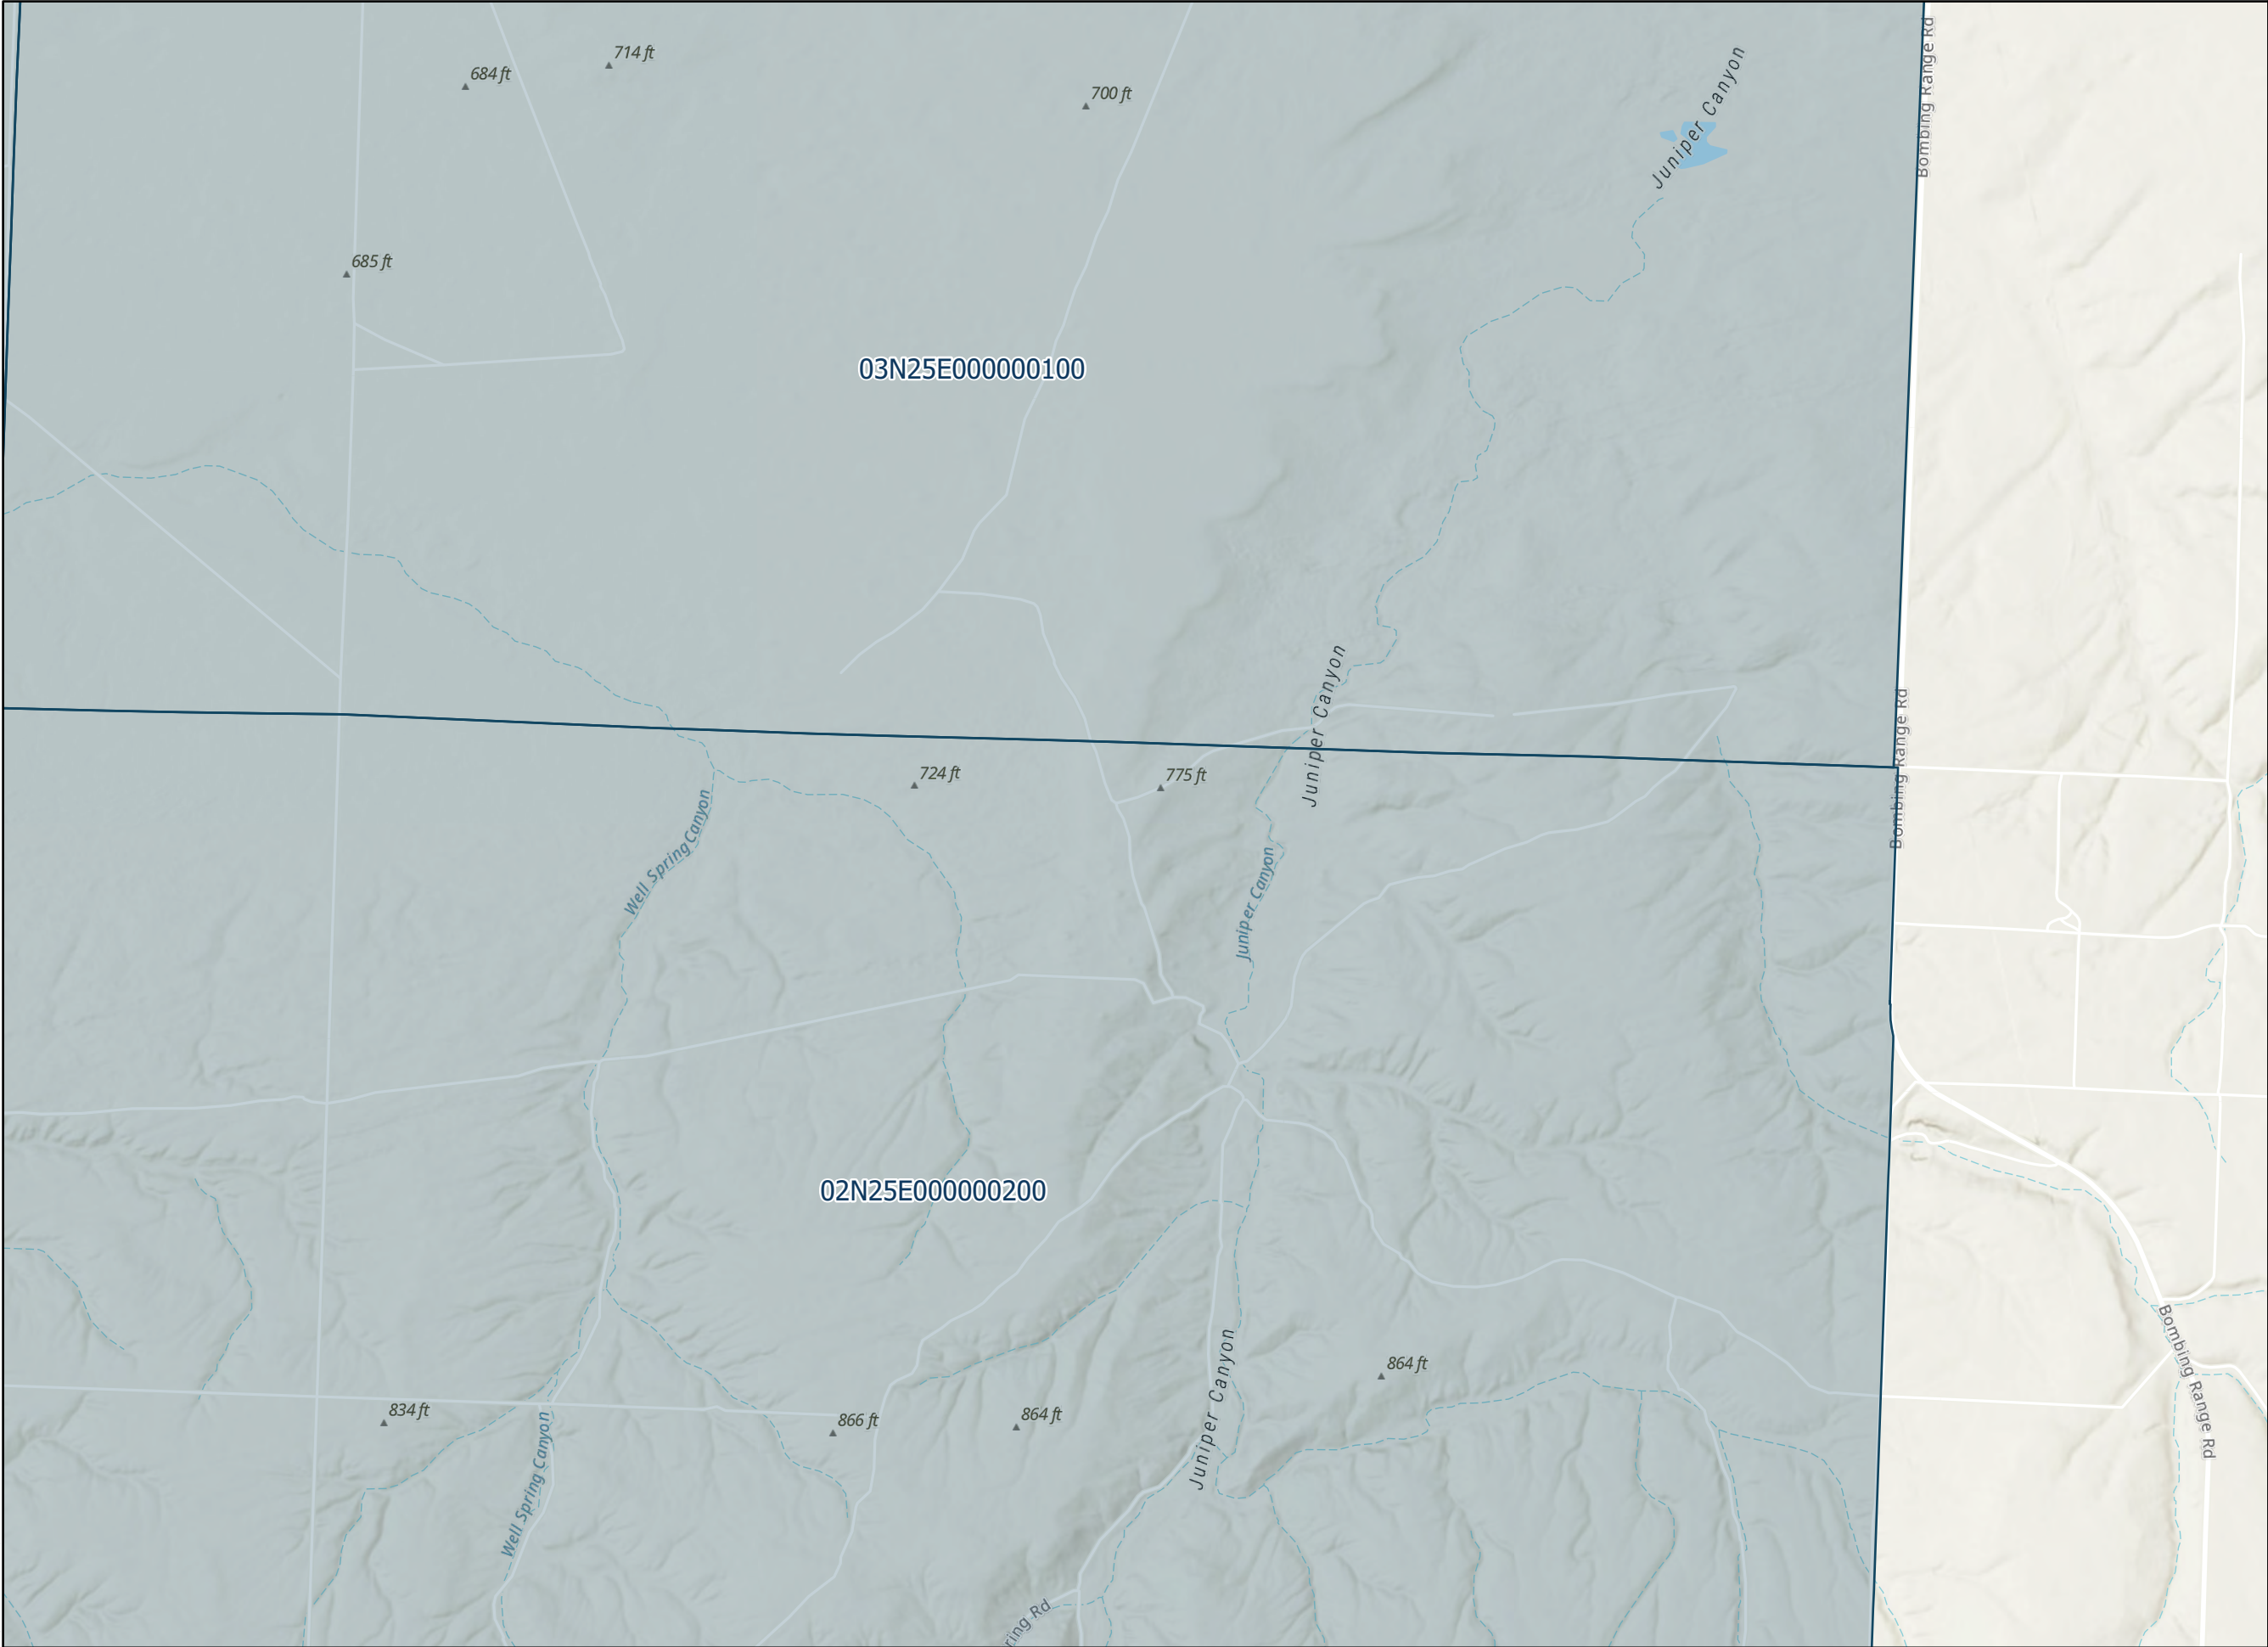 714 ft
684 ft
700 ft
Juniper Canyon
Bombing Range Rd
685 ft
03N25E000000100
Juniper Canyon
Bombing Range Rd
724 ft
775 ft
Well Spring Canyon
Juniper Canyon
02N25E000000200
Juniper Canyon
864 ft
Bombing Range Rd
834 ft
866 ft
864 ft
Well Spring Canyon
ring Rd